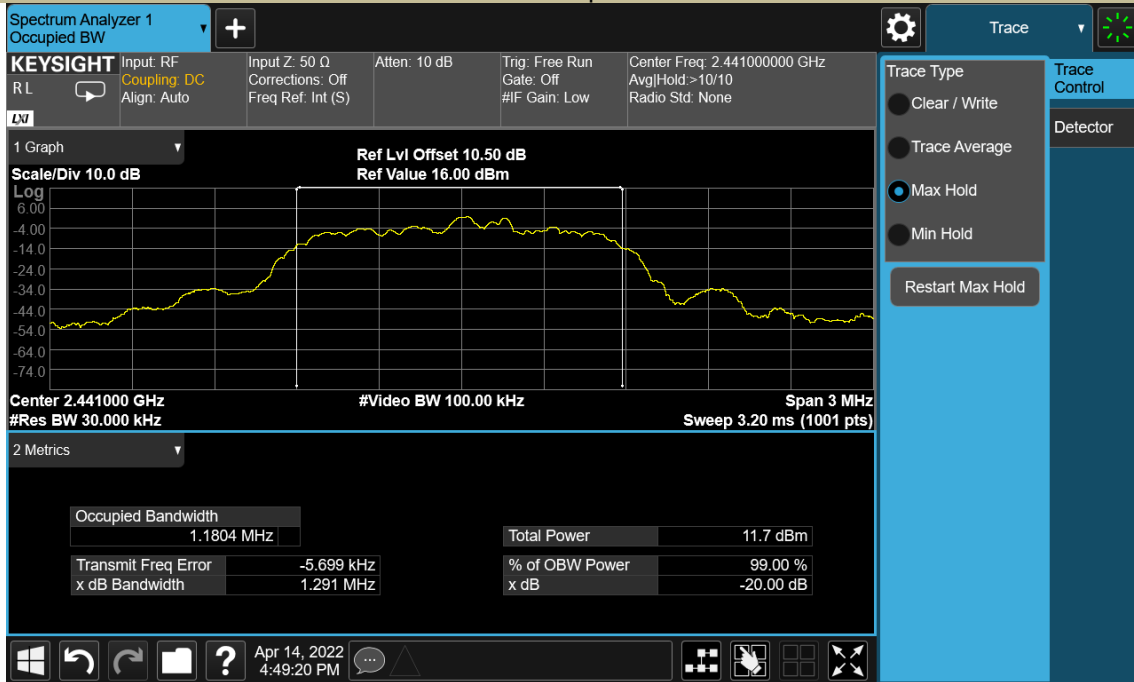 Spectrum Analyzer 1
Occupied BW
Trace
KEYSIGHT
R L
LXI
Input: RF
Coupling: DC
Align: Auto
Input Z: 50 Ω
Corrections: Off
Freq Ref: Int (S)
Atten: 10 dB
Trig: Free Run
Gate: Off
#IF Gain: Low
Center Freq: 2.441000000 GHz
Avg|Hold:>10/10
Radio Std: None
Trace Type
Clear / Write
Trace Average
Max Hold
Min Hold
Restart Max Hold
Trace
Control
Detector
1 Graph
Scale/Div 10.0 dB
Ref Lvl Offset 10.50 dB
Ref Value 16.00 dBm
Log
6.00
-4.00
-14.0
-24.0
-34.0
-44.0
-54.0
-64.0
-74.0
Center 2.441000 GHz
#Video BW 100.00 kHz
Span 3 MHz
#Res BW 30.000 kHz
Sweep 3.20 ms (1001 pts)
2 Metrics
Occupied Bandwidth
1.1804 MHz
Total Power 11.7 dBm
Transmit Freq Error -5.699 kHz
% of OBW Power 99.00 %
x dB Bandwidth 1.291 MHz
x dB -20.00 dB
?
Apr 14, 2022
4:49:20 PM